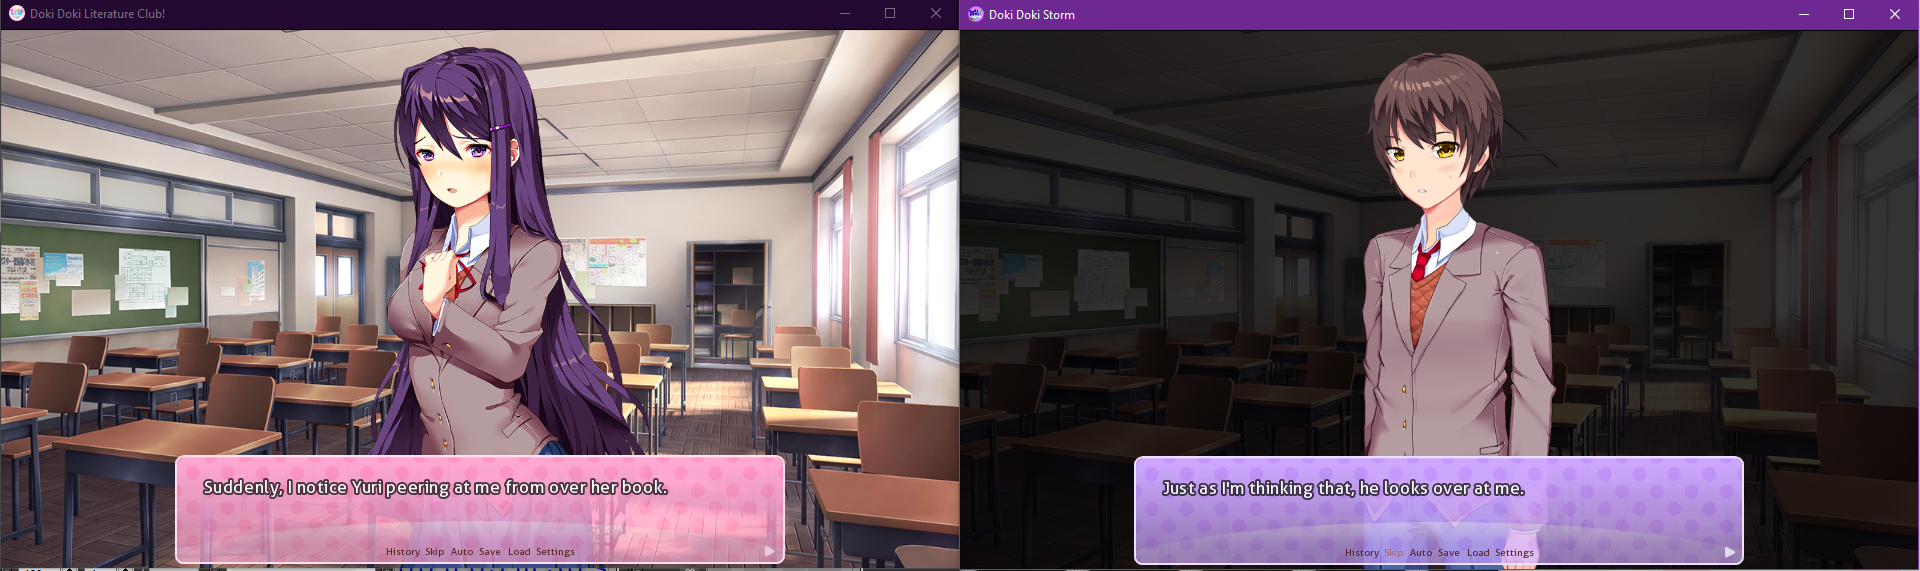 Doki Doki Literature Club!
Suddenly, I notice Yuri peering at me from over her book.
History Skip Auto Save Load Settings
Doki Doki Storm
Just as I'm thinking that, he looks over at me.
History Skip Auto Save Load Settings